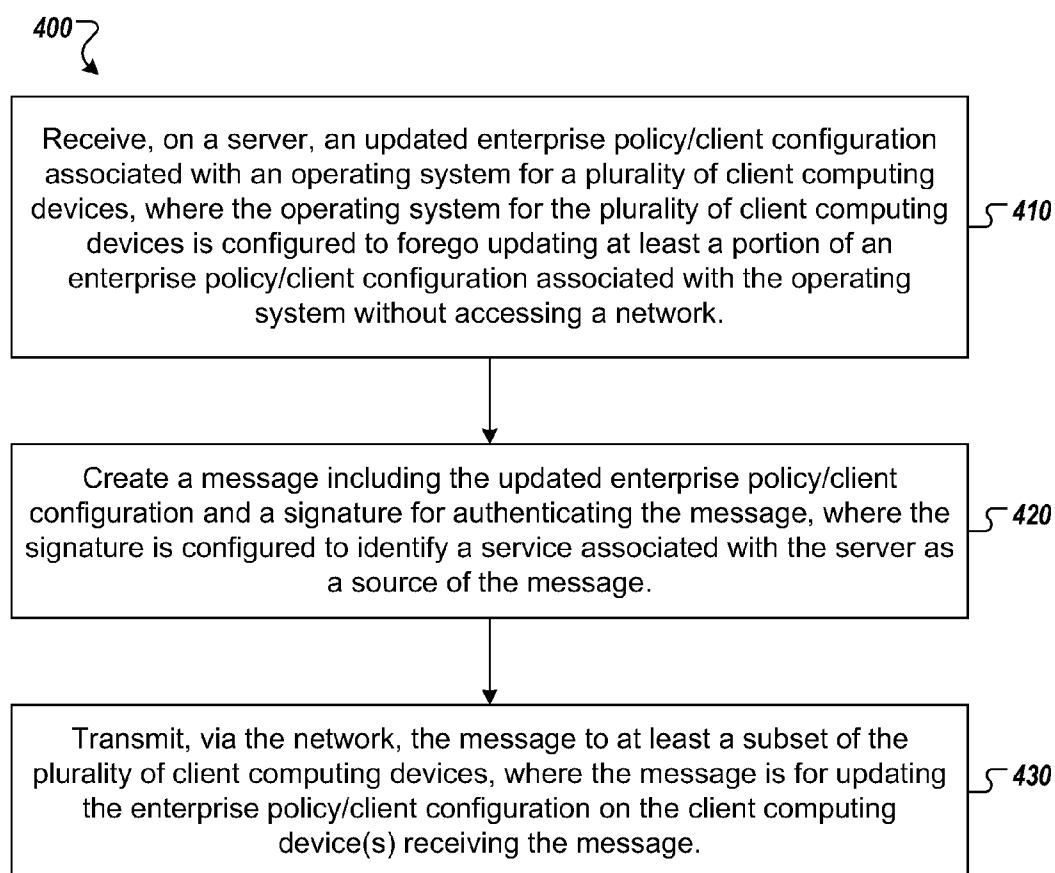 400
Receive, on a server, an updated enterprise policy/client configuration
associated with an operating system for a plurality of client computing
devices, where the operating system for the plurality of client computing
devices is configured to forego updating at least a portion of an
enterprise policy/client configuration associated with the operating
system without accessing a network.
410
Create a message including the updated enterprise policy/client
configuration and a signature for authenticating the message, where the
signature is configured to identify a service associated with the server as
a source of the message.
420
Transmit, via the network, the message to at least a subset of the
plurality of client computing devices, where the message is for updating
the enterprise policy/client configuration on the client computing
device(s) receiving the message.
430